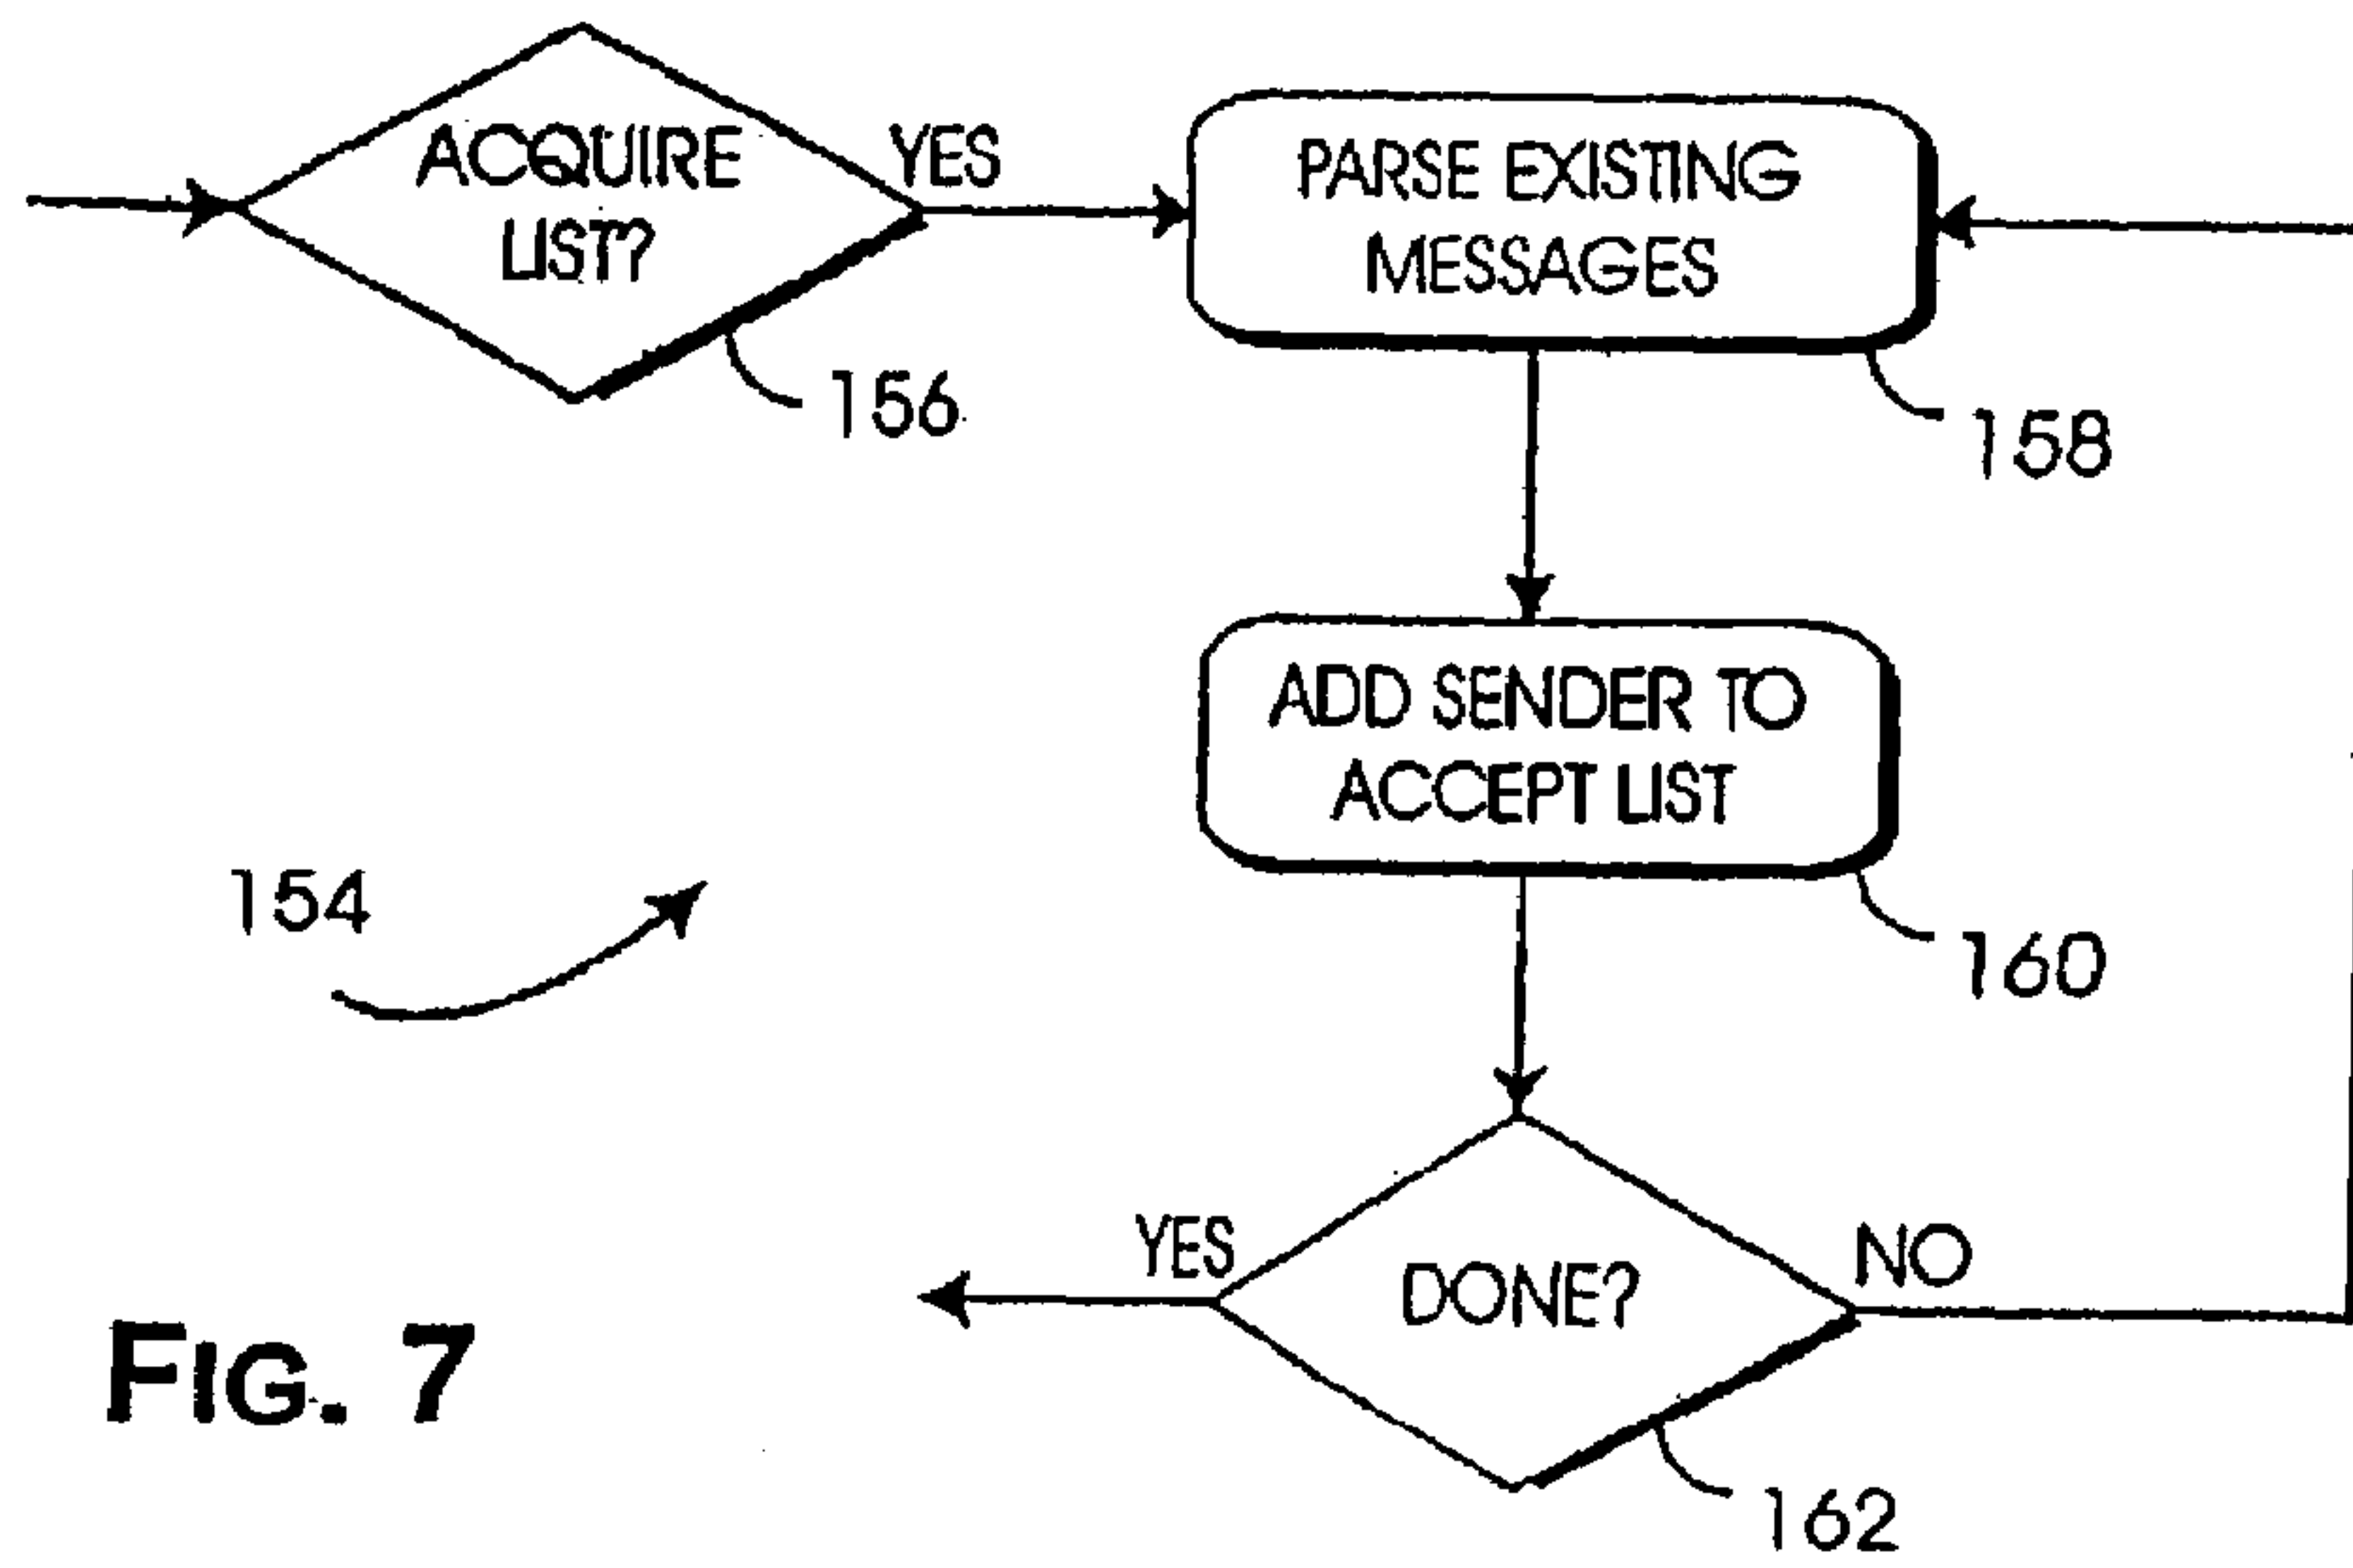 ACQUIRE
LIST?
YES
156
PARSE EXISTING
MESSAGES
158
ADD SENDER TO
ACCEPT LIST
160
154
YES
DONE?
NO
162
FIG. 7